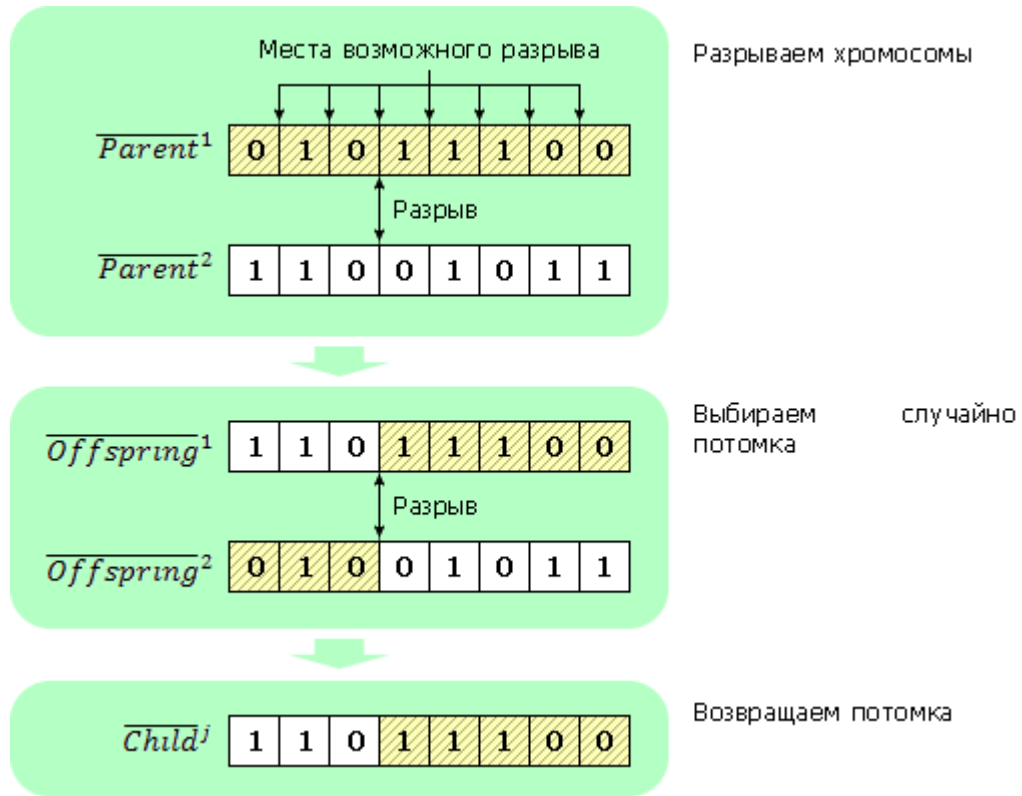 Места возможного разрыва
Разрываем хромосомы
Parent¹ 0 1 0 1 1 1 0 0
Разрыв
Parent² 1 1 0 0 1 0 1 1
Offspring¹ 1 1 0 1 1 1 0 0
Выбираем случайно
потомка
Разрыв
Offspring² 0 1 0 0 1 0 1 1
Child^j 1 1 0 1 1 1 0 0
Возвращаем потомка